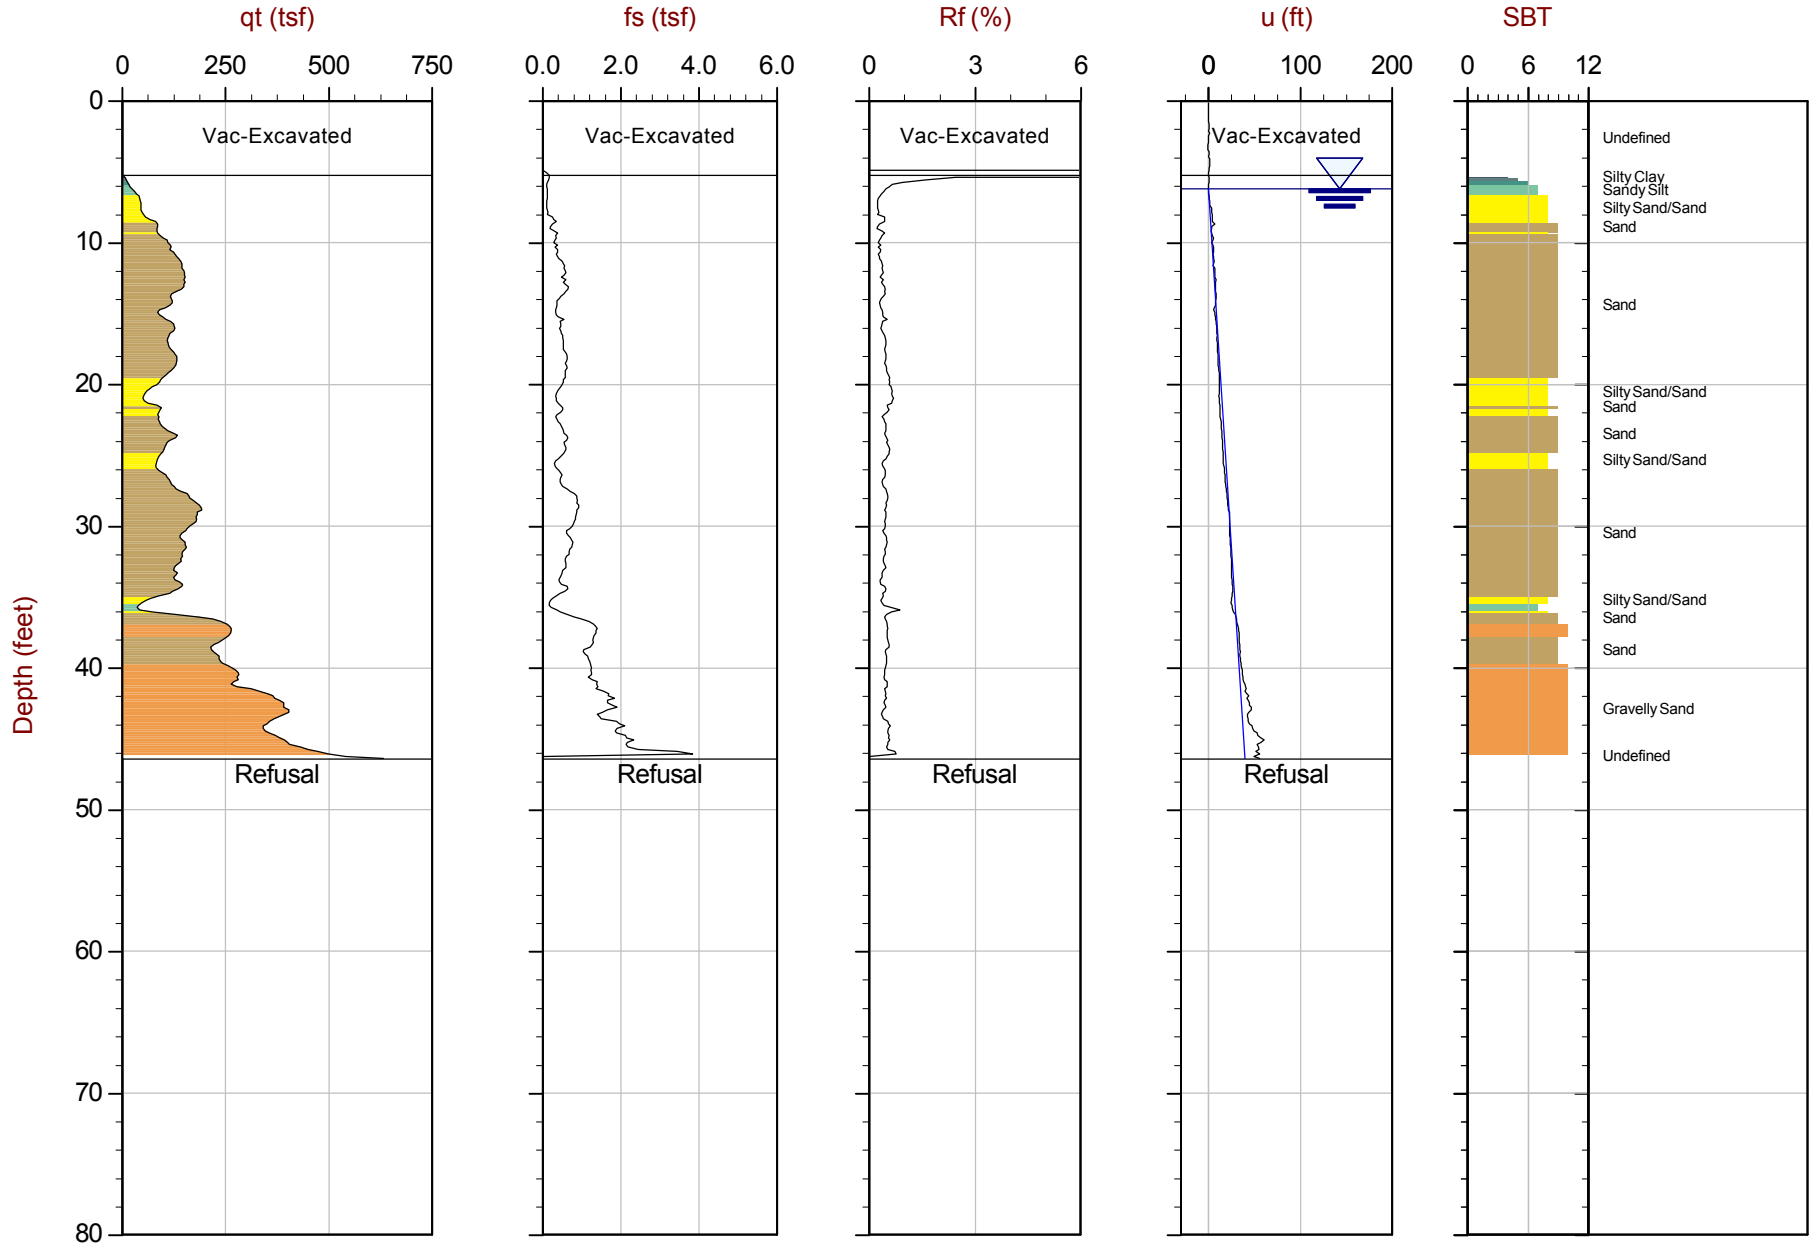 qt (tsf) fs (tsf) Rf (%) u (ft) SBT
0 250 500 750 0.0 2.0 4.0 6.0 0 3 6 0 100 200 0 6 12
0
Vac-Excavated Vac-Excavated Vac-Excavated Vac-Excavated Undefined
Silty Clay
Sandy Silt
Silty Sand/Sand
Sand
10
Sand
20
Silty Sand/Sand
Sand
Sand
Silty Sand/Sand
30
Sand
Silty Sand/Sand
Sand
Sand
40
Depth (feet)
Gravelly Sand
Undefined
Refusal Refusal Refusal Refusal
50
60
70
80